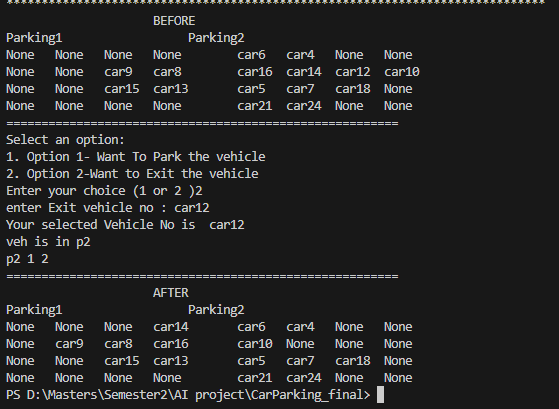 ******************************************************************************
BEFORE
Parking1 Parking2
None None None None car6 car4 None None
None None car9 car8 car16 car14 car12 car10
None None car15 car13 car5 car7 car18 None
None None None None car21 car24 None None
========================================================
Select an option:
1. Option 1- Want To Park the vehicle
2. Option 2-Want to Exit the vehicle
Enter your choice (1 or 2 )2
enter Exit vehicle no : car12
Your selected Vehicle No is  car12
veh is in p2
p2 1 2
========================================================
AFTER
Parking1 Parking2
None None None car14 car6 car4 None None
None car9 car8 car16 car10 None None None
None None car15 car13 car5 car7 car18 None
None None None None car21 car24 None None
PS D:\Masters\Semester2\AI project\CarParking_final>